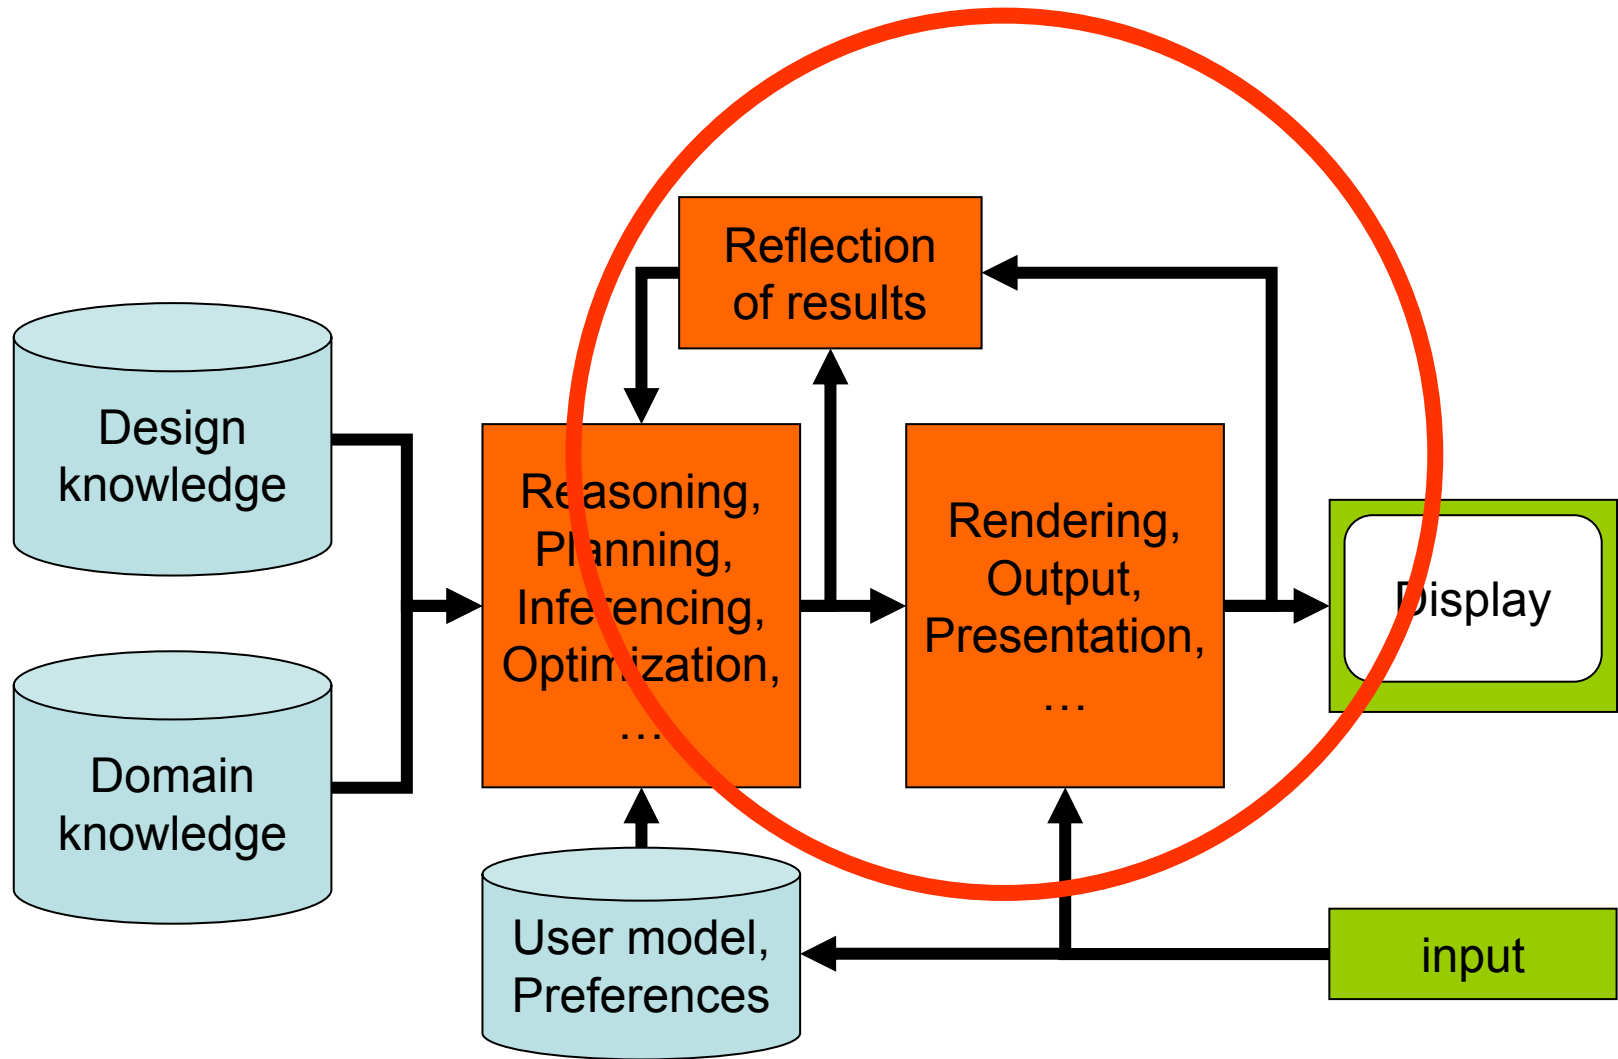 Reflection
of results
Design
knowledge
Reasoning,
Planning,
Inferencing,
Optimization,
…
Rendering,
Output,
Presentation,
…
Display
Domain
knowledge
User model,
Preferences
input